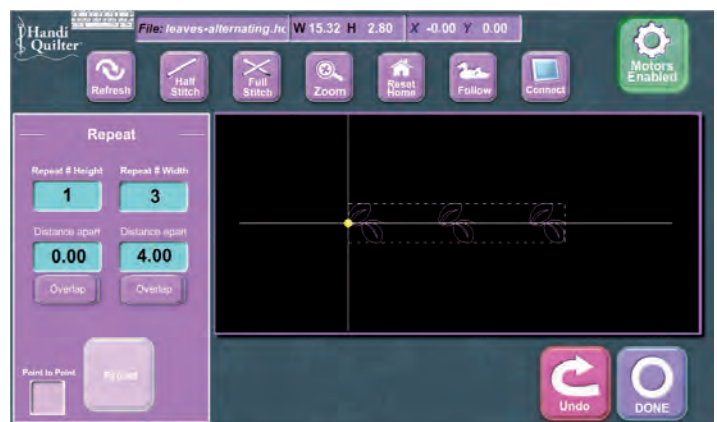 Handi
Quilter
File: leaves-alternating.hc W 15.32 H 2.80 X -0.00 Y 0.00
Refresh
Half
Stitch
Full
Stitch
Zoom
Reset
Home
Follow
Connect
Motors
Enabled
Repeat
Repeat # Height Repeat # Width
1 3
Distance apart Distance apart
0.00 4.00
Overlap Overlap
Point to Point
Undo
DONE